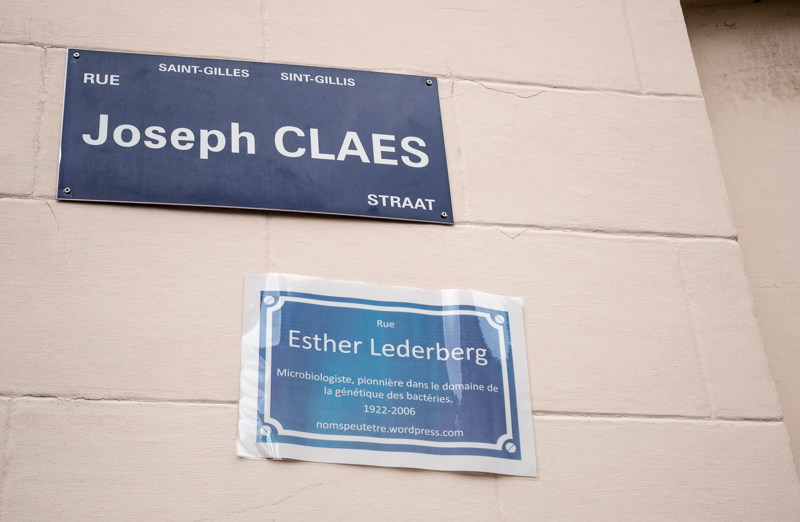 SAINT-GILLES SINT-GILLIS
RUE
Joseph CLAES
STRAAT
Rue
Esther Lederberg
Microbiologiste, pionnière dans le domaine de
la génétique des bactéries.
1922-2006
nomspeutetre.wordpress.com